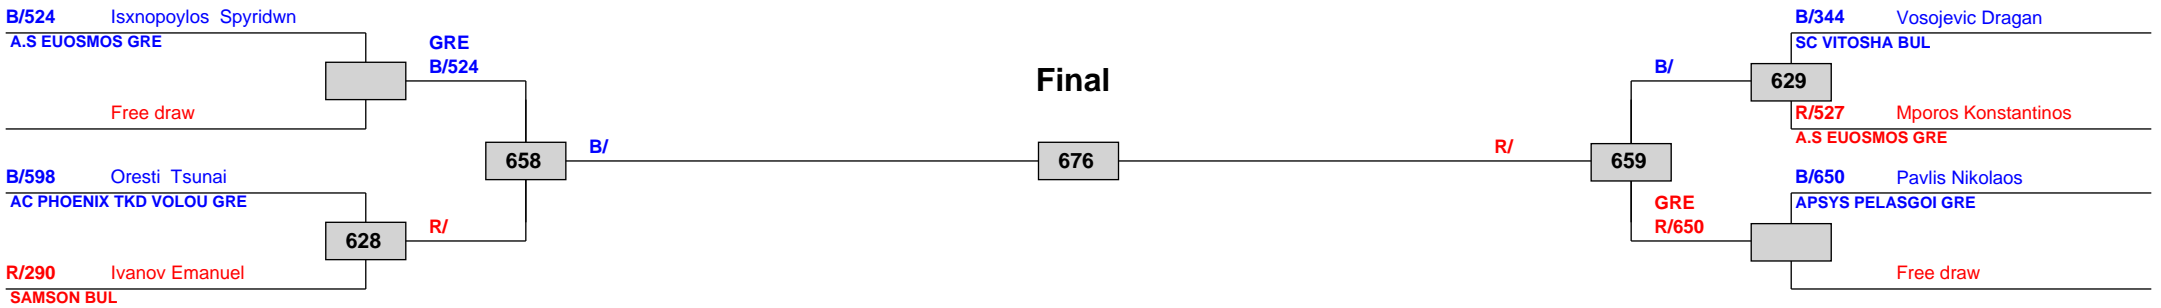 B/524 Isxnopoylos Spyridwn
A.S EUOSMOS GRE
GRE
B/524
Free draw
B/598 Oresti Tsunai
AC PHOENIX TKD VOLOU GRE
628
R/
R/290 Ivanov Emanuel
SAMSON BUL
658
B/
Final
676
R/
659
B/344 Vosojevic Dragan
SC VITOSHA BUL
B/
629
R/527 Mporos Konstantinos
A.S EUOSMOS GRE
B/650 Pavlis Nikolaos
APSYS PELASGOI GRE
GRE
R/650
Free draw